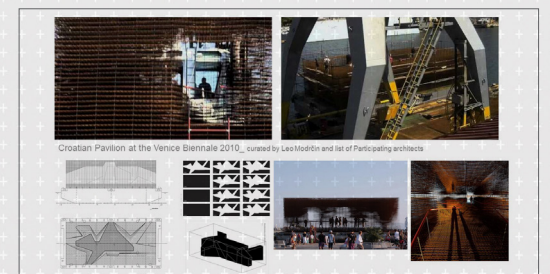 Croatian Pavilion at the Venice Biennale 2010_ curated by Leo Modrčin and list of Participating architects